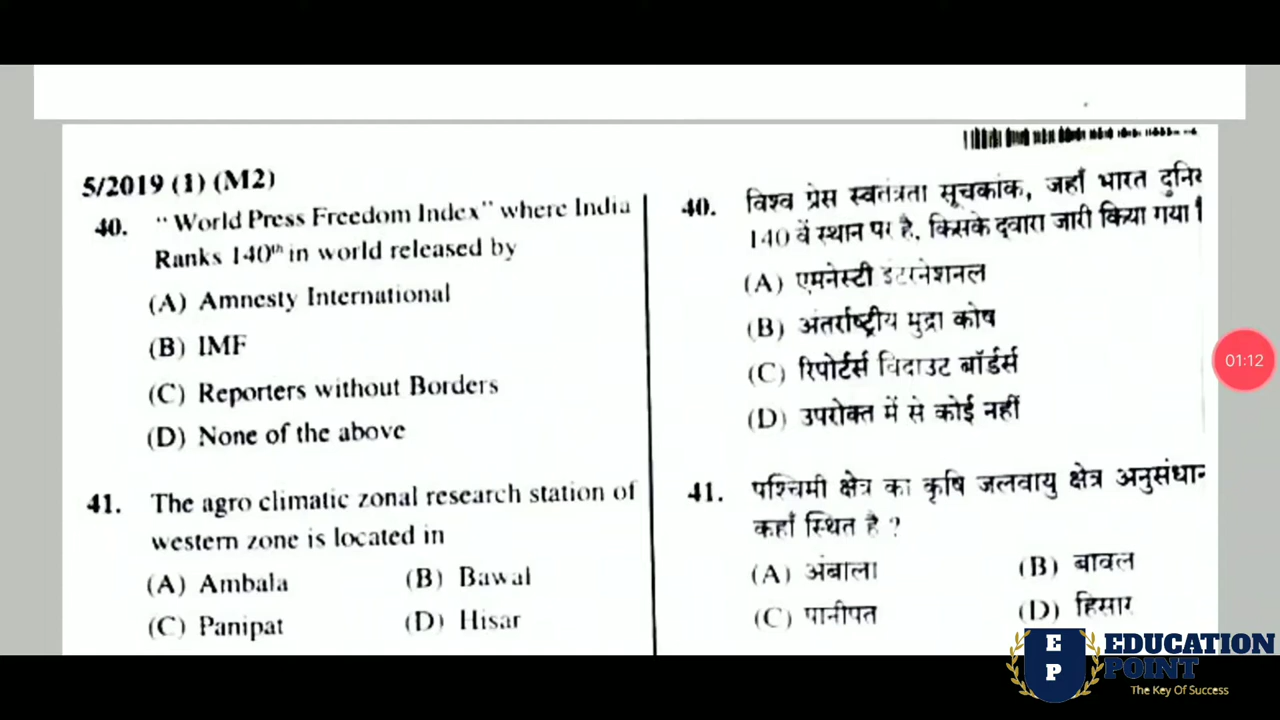 5/2019 (1) (M2)
40. "World Press Freedom Index" where India
Ranks 140th in world released by
(A) Amnesty International
(B) IMF
(C) Reporters without Borders
(D) None of the above
41. The agro climatic zonal research station of
western zone is located in
(A) Ambala (B) Bawal
(C) Panipat (D) Hisar
40. विश्व प्रेस स्वतंत्रता सूचकांक, जहाँ भारत
140 वें स्थान पर है, किसके द्वारा जारी किया गया
(A) एमनेस्टी इंटरनेशनल
(B) अंतर्राष्ट्रीय मुद्रा कोष
(C) रिपोर्टर्स विदाउट बॉर्डर्स
(D) उपरोक्त में से कोई नहीं
41. पश्चिमी क्षेत्र का कृषि जलवायु क्षेत्र
कहाँ स्थित है ?
(A) अंबाला (B) बावल
(C) पानीपत (D) हिसार
01:12
E P
EDUCATION
POINT
The Key Of Success